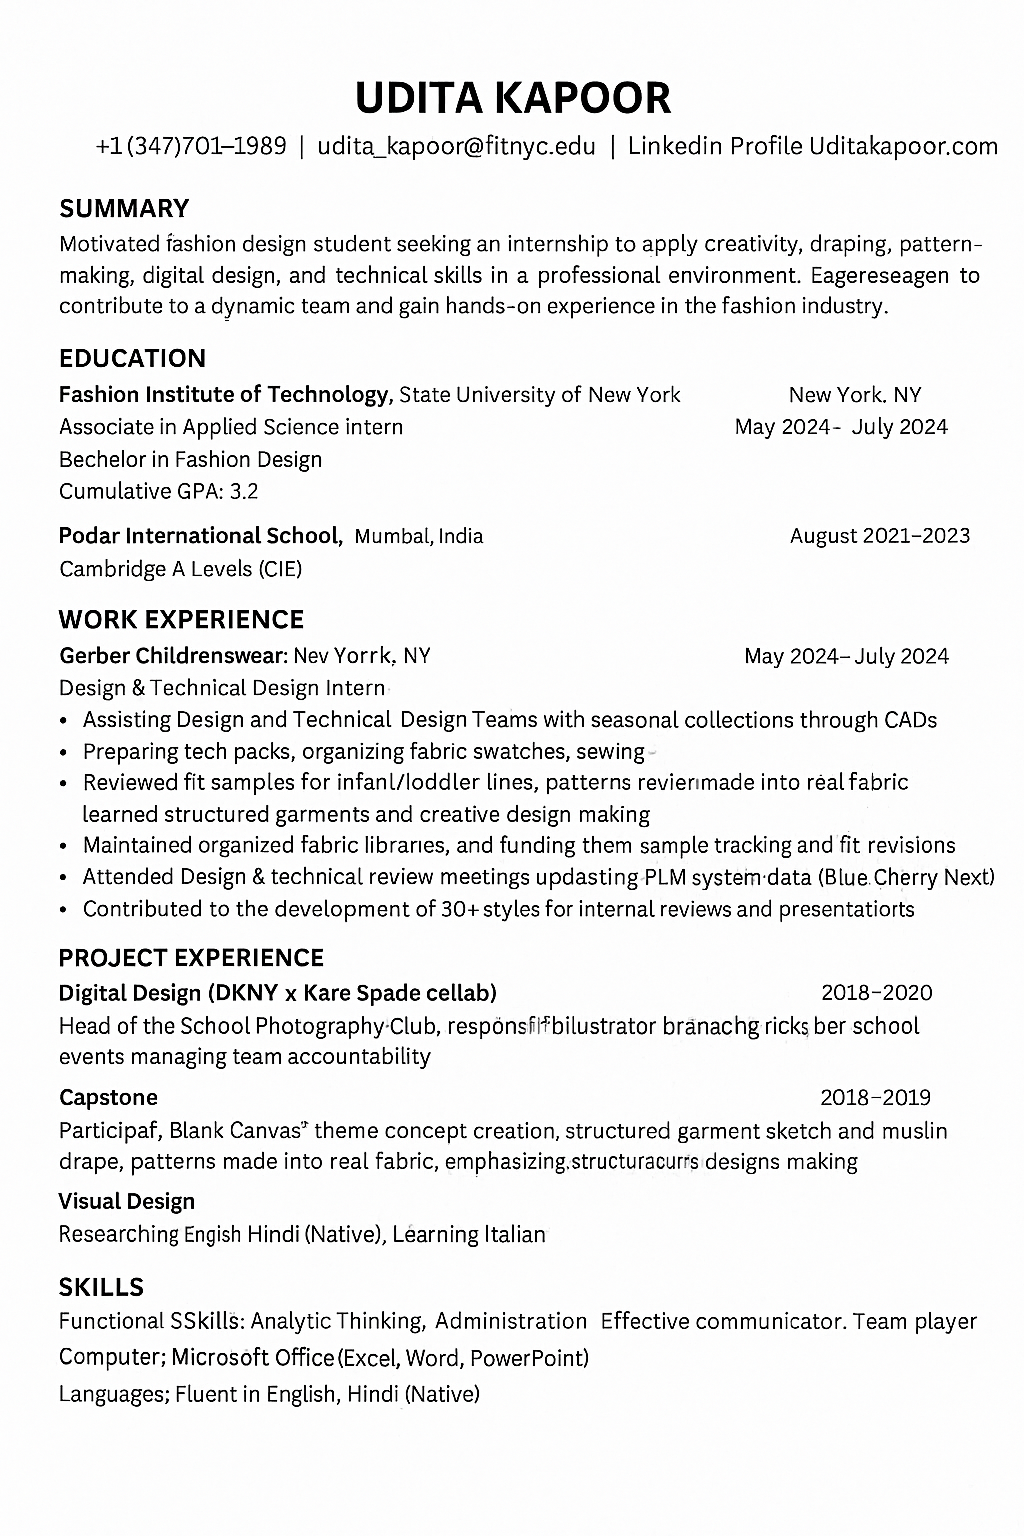 UDITA KAPOOR
+1 (347)701–1989 | udita_kapoor@fitnyc.edu | Linkedin Profile Uditakapoor.com
SUMMARY
Motivated fashion design student seeking an internship to apply creativity, draping, pattern-
making, digital design, and technical skills in a professional environment. Eagereseagen to
contribute to a dynamic team and gain hands-on experience in the fashion industry.
EDUCATION
Fashion Institute of Technology, State University of New York New York. NY
Associate in Applied Science intern May 2024- July 2024
Bechelor in Fashion Design
Cumulative GPA: 3.2
Podar International School, Mumbal, India August 2021–2023
Cambridge A Levels (CIE)
WORK EXPERIENCE
Gerber Childrenswear: Nev Yorrk, NY May 2024–July 2024
Design & Technical Design Intern
• Assisting Design and Technical Design Teams with seasonal collections through CADs
• Preparing tech packs, organizing fabric swatches, sewing
• Reviewed fit samples for infanl/loddler lines, patterns made into real fabric
learned structured garments and creative design making
• Maintained organized fabric libraries, and funding them sample tracking and fit revisions
• Attended Design & technical review meetings updasting PLM system data (Blue Cherry Next)
• Contributed to the development of 30+ styles for internal reviews and presentatiorts
PROJECT EXPERIENCE
Digital Design (DKNY x Kare Spade cellab) 2018–2020
Head of the School Photography Club, branachg ricks ber school
events managing team accountability
Capstone 2018–2019
Participaf, Blank Canvas" theme concept creation, structured garment sketch and muslin
drape, patterns made into real fabric, emphasizing designs making
Visual Design
Researching Engish Hindi (Native), Learning Italian
SKILLS
Functional SSkills: Analytic Thinking, Administration Effective communicator. Team player
Computer; Microsoft Office (Excel, Word, PowerPoint)
Languages; Fluent in English, Hindi (Native)